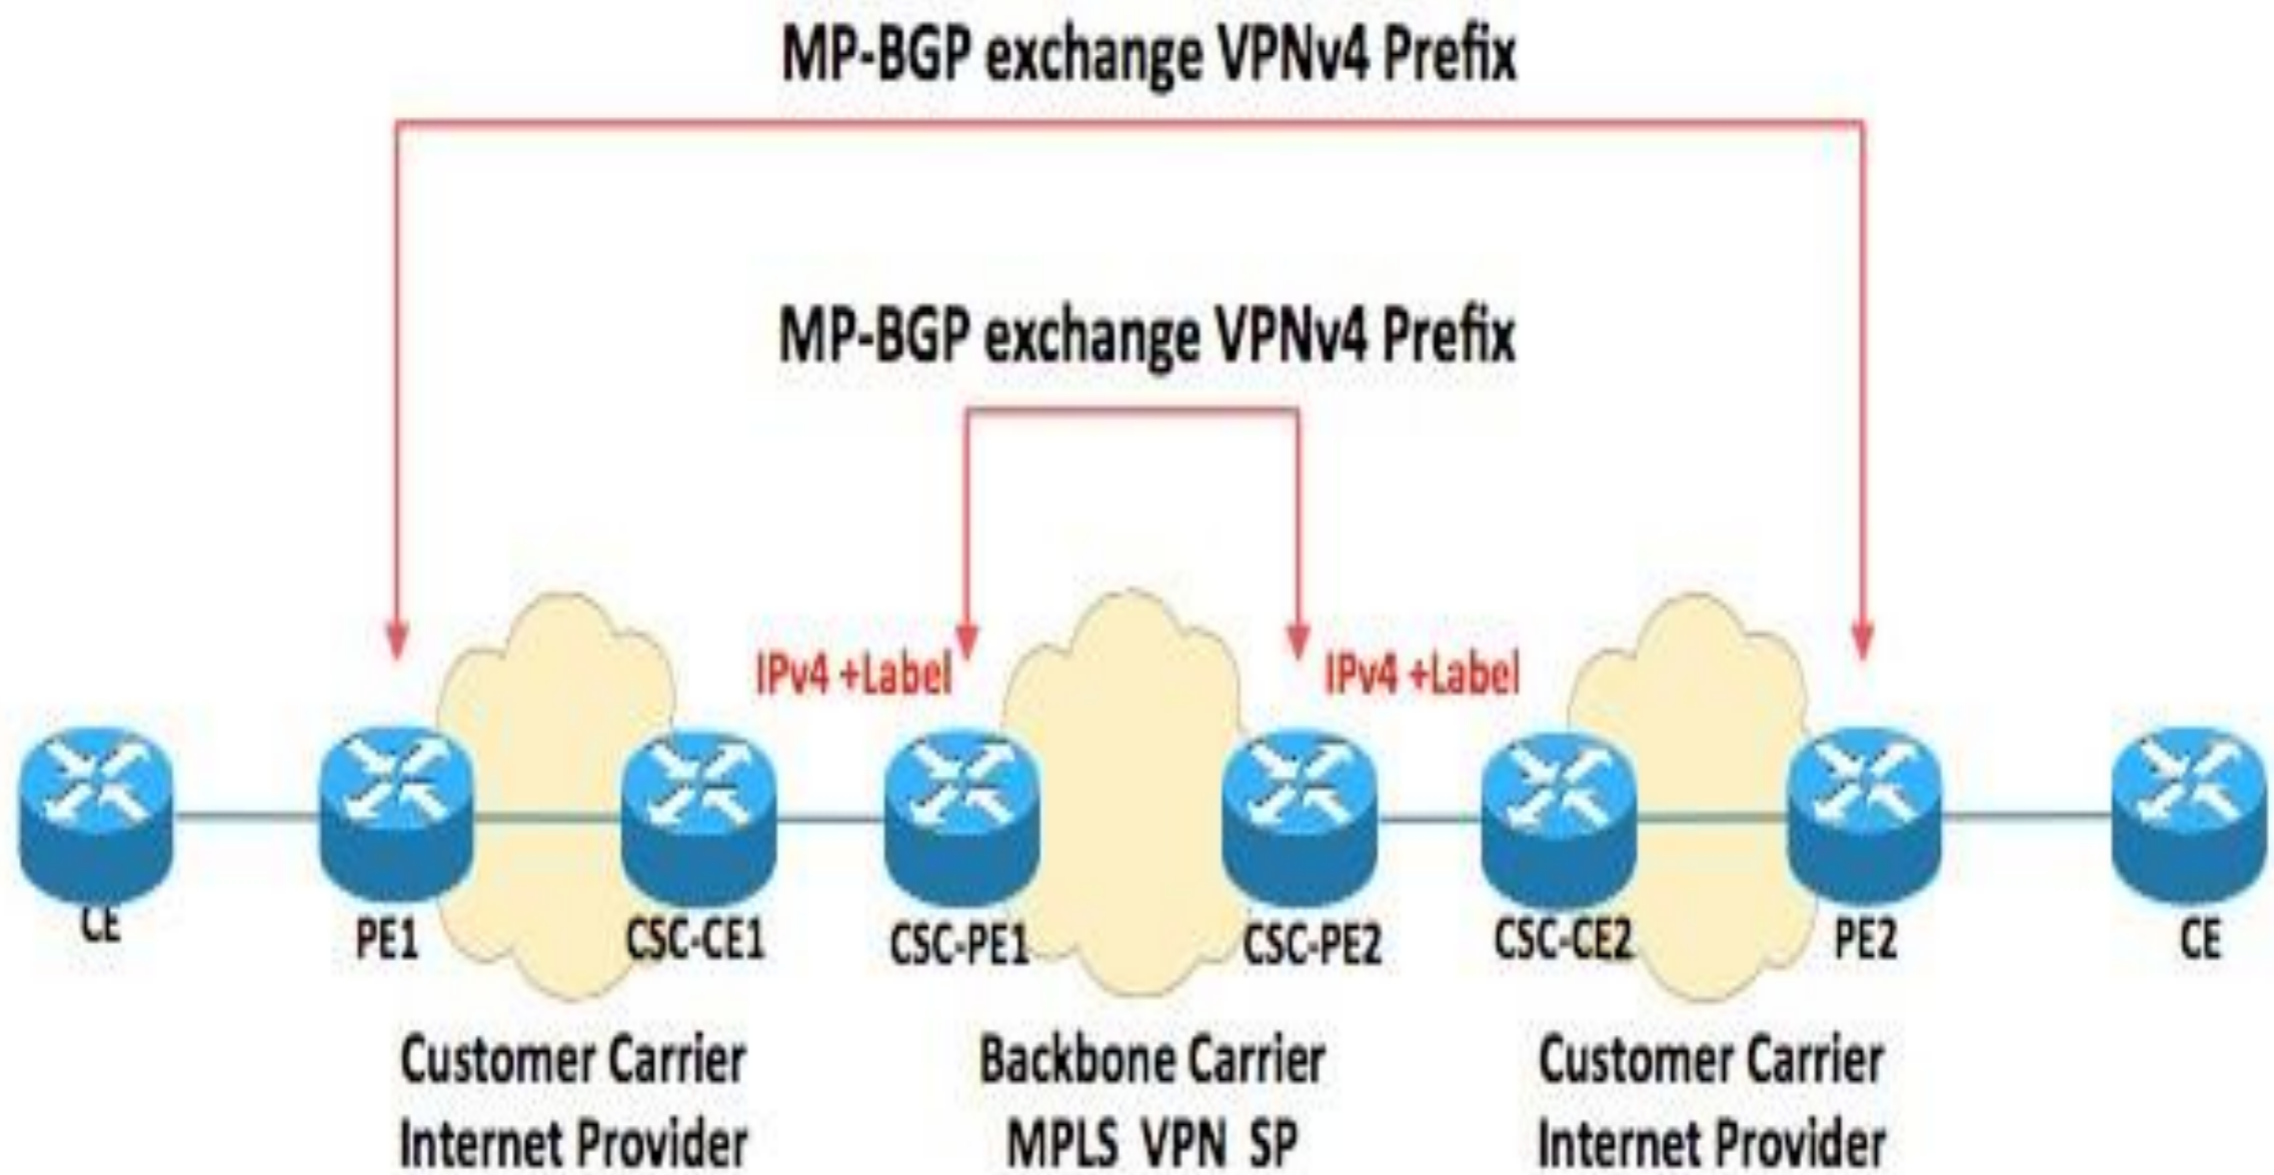 MP-BGP exchange VPNv4 Prefix
MP-BGP exchange VPNv4 Prefix
IPv4 +Label
IPv4 +Label
CE
PE1
CSC-CE1
CSC-PE1
CSC-PE2
CSC-CE2
PE2
CE
Customer Carrier
Internet Provider
Backbone Carrier
MPLS VPN SP
Customer Carrier
Internet Provider